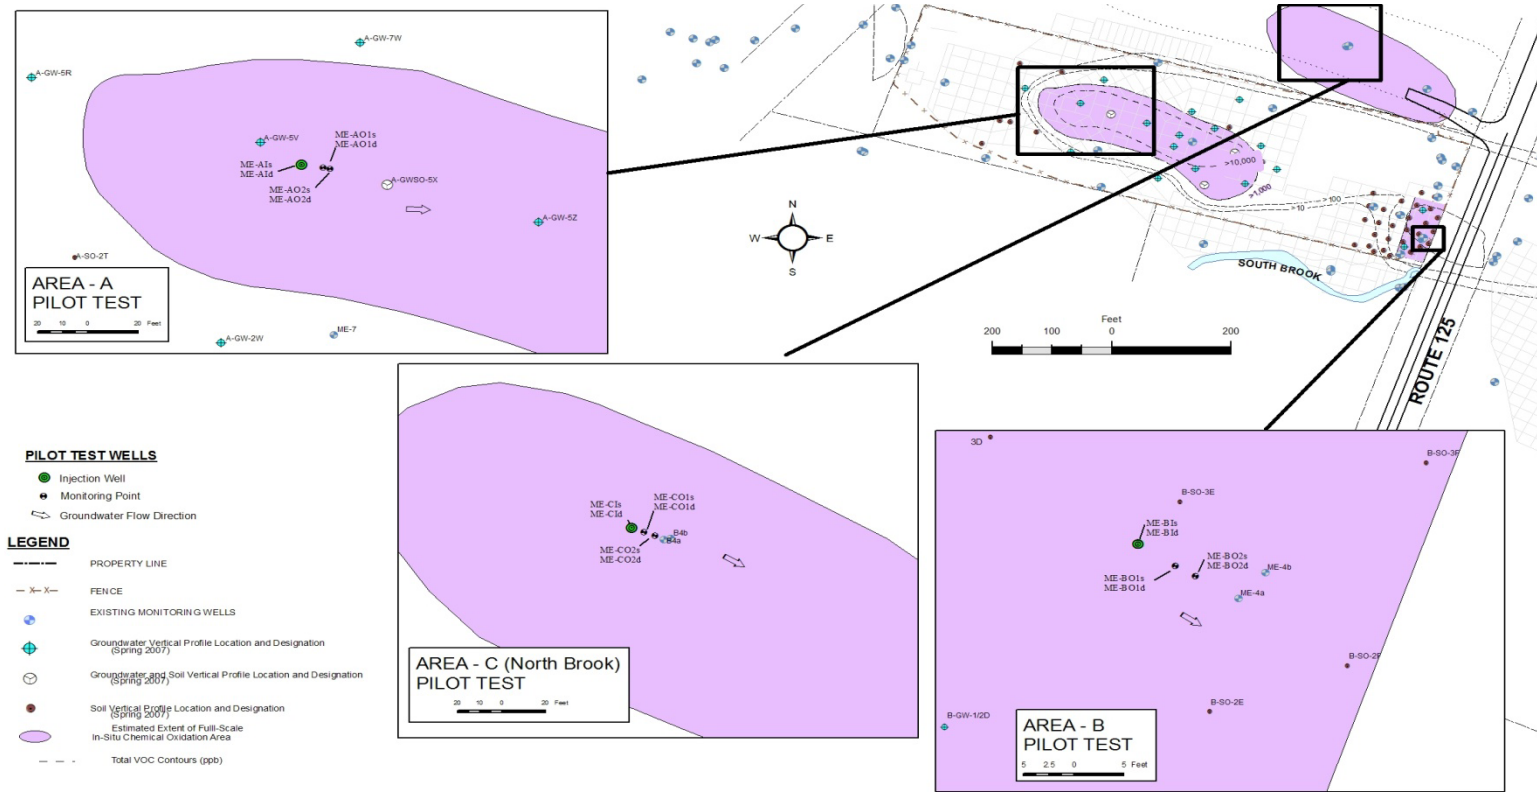 A-GW-7W
A-GW-5R
A-GW-5V
ME-AO1s
ME-AO1d
ME-AIs
ME-AId
ME-AO2s
ME-AO2d
A-GWSO-5X
A-GW-5Z
A-SO-2T
AREA - A
PILOT TEST
20 10 0 20 Feet
A-GW-2W
ME-7
N
W E
S
>10,000
>1,000
>10
>100
SOUTH BROOK
Feet
200 100 0 200
ROUTE 125
PILOT TEST WELLS
Injection Well
Monitoring Point
Groundwater Flow Direction
LEGEND
PROPERTY LINE
FENCE
EXISTING MONITORING WELLS
Groundwater Vertical Profile Location and Designation
(Spring 2007)
Groundwater and Soil Vertical Profile Location and Designation
(Spring 2007)
Soil Vertical Profile Location and Designation
(Spring 2007)
Estimated Extent of Fulll-Scale
In-Situ Chemical Oxidation Area
Total VOC Contours (ppb)
ME-CIs
ME-CId
ME-CO1s
ME-CO1d
B4b
B4a
ME-CO2s
ME-CO2d
AREA - C (North Brook)
PILOT TEST
20 10 0 20 Feet
3D
B-SO-3F
B-SO-3E
ME-BIs
ME-BId
ME-BO2s
ME-BO2d
ME-BO1s
ME-BO1d
ME-4b
ME-4a
B-SO-2F
B-SO-2E
B-GW-1/2D
AREA - B
PILOT TEST
5 2.5 0 5 Feet